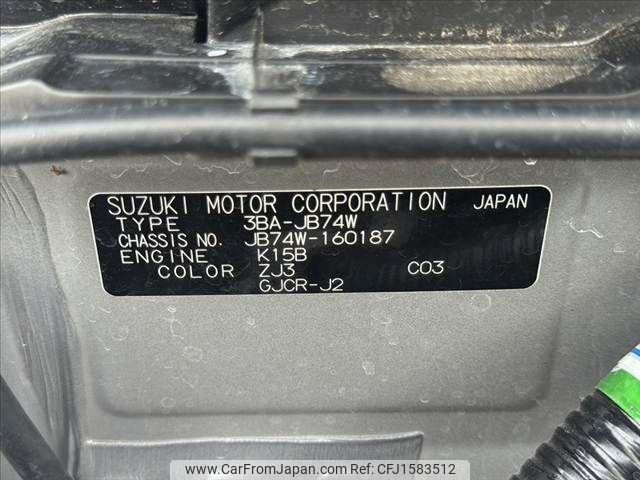 SUZUKI MOTOR CORPORATION JAPAN
TYPE 3BA-JB74W
CHASSIS NO. JB74W-160187
ENGINE K15B
COLOR ZJ3 C03
GJCR-J2
www.CarFromJapan.com - CFJ1583512